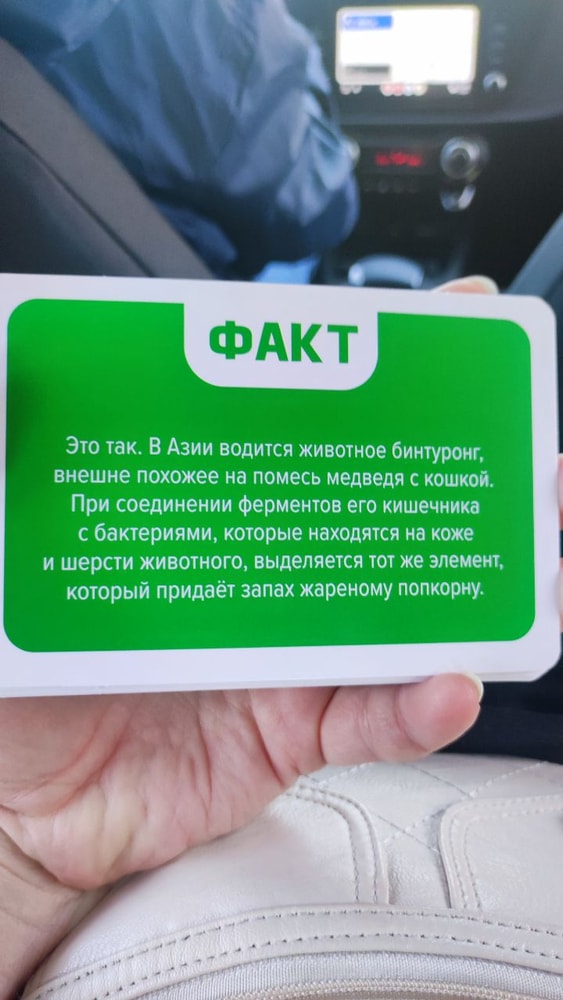 ФАКТ
Это так. В Азии водится животное бинтуронг,
внешне похожее на помесь медведя с кошкой.
При соединении ферментов его кишечника
с бактериями, которые находятся на коже
и шерсти животного, выделяется тот же элемент,
который придаёт запах жареному попкорну.